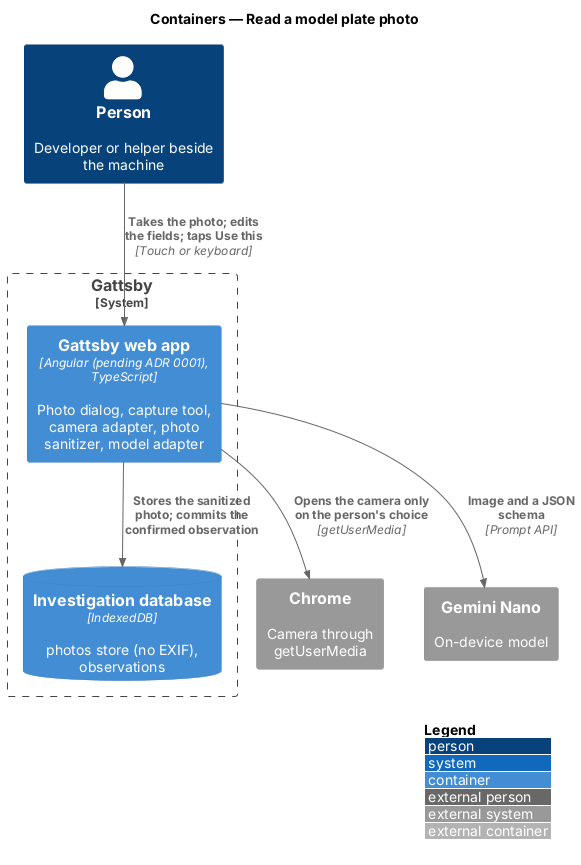 Containers — Read a model plate photo
Person
Developer or helper beside
the machine
Takes the photo; edits
the fields; taps Use this
[Touch or keyboard]
Gattsby
[System]
Gattsby web app
[Angular (pending ADR 0001),
TypeScript]
Photo dialog, capture tool,
camera adapter, photo
sanitizer, model adapter
Stores the sanitized
photo; commits the
confirmed observation
Opens the camera only
on the person's choice
[getUserMedia]
Image and a JSON
schema
[Prompt API]
Investigation database
[IndexedDB]
photos store (no EXIF),
observations
Chrome
Camera through
getUserMedia
Gemini Nano
On-device model
Legend
person
system
container
external person
external system
external container